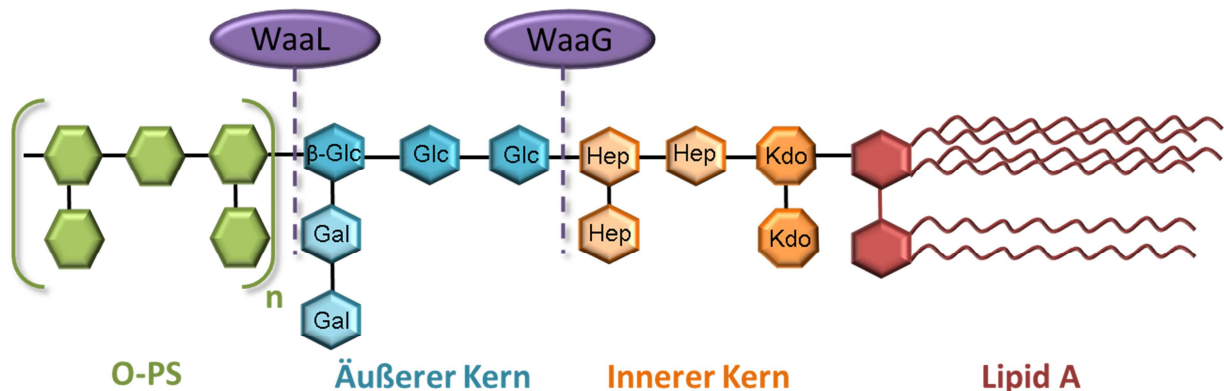 WaaL WaaG
β-Glc Glc Glc Hep Hep Kdo
Gal Hep Kdo
n
Gal
O-PS Äußerer Kern Innerer Kern Lipid A